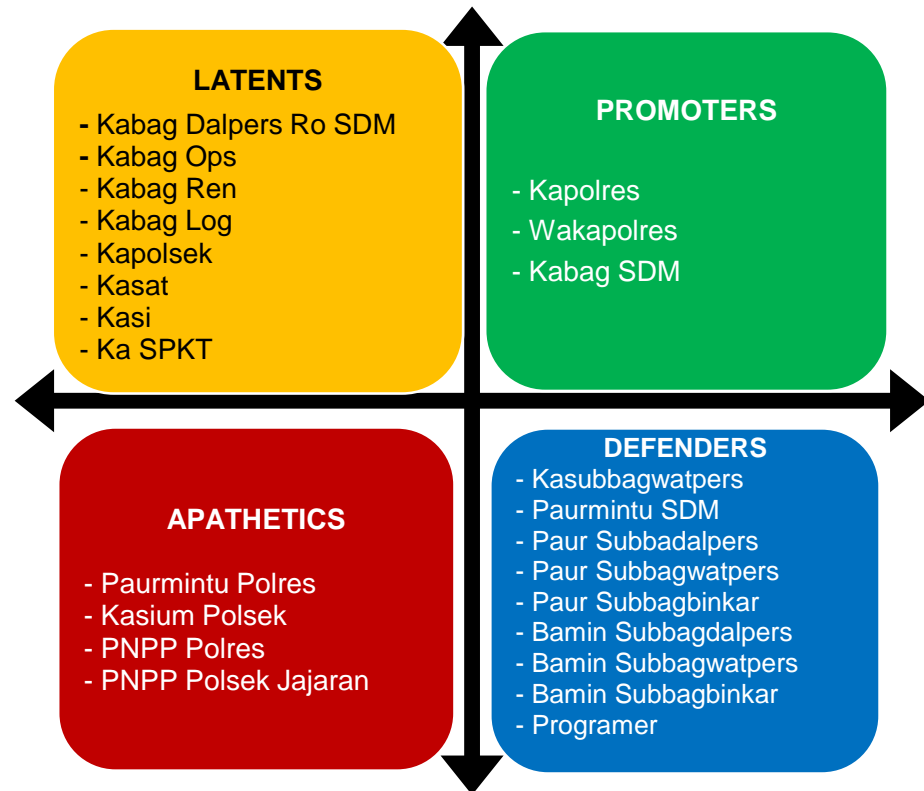 LATENTS
- Kabag Dalpers Ro SDM
- Kabag Ops
- Kabag Ren
- Kabag Log
- Kapolsek
- Kasat
- Kasi
- Ka SPKT
PROMOTERS
- Kapolres
- Wakapolres
- Kabag SDM
APATHETICS
- Paurmintu Polres
- Kasium Polsek
- PNPP Polres
- PNPP Polsek Jajaran
DEFENDERS
- Kasubbagwatpers
- Paurmintu SDM
- Paur Subbadalpers
- Paur Subbagwatpers
- Paur Subbagbinkar
- Bamin Subbagdalpers
- Bamin Subbagwatpers
- Bamin Subbagbinkar
- Programer